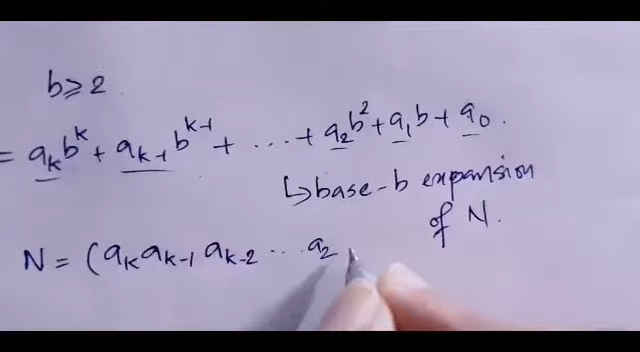 b ≥ 2
= a_k b^k + a_{k-1} b^{k-1} + ... + a_2 b^2 + a_1 b + a_0.
↳ base-b expansion
of N.
N = (a_k a_{k-1} a_{k-2} ... a_2